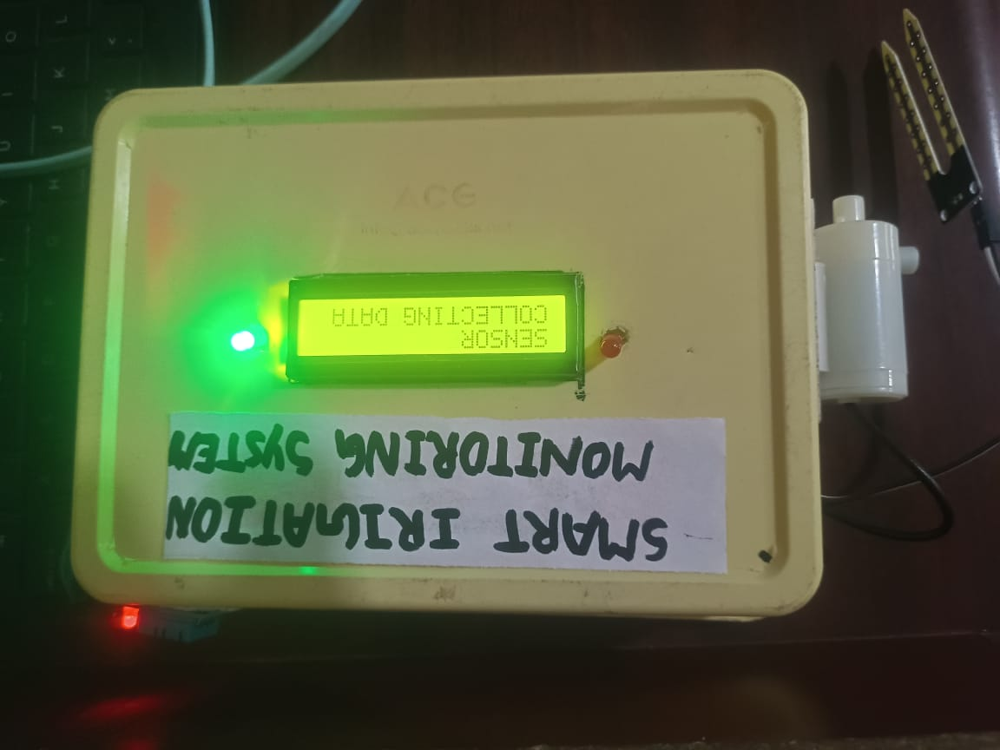 SMART IRIGATION
MONITORING SYSTEM
SENSOR
COLLECTING DATA
ACG